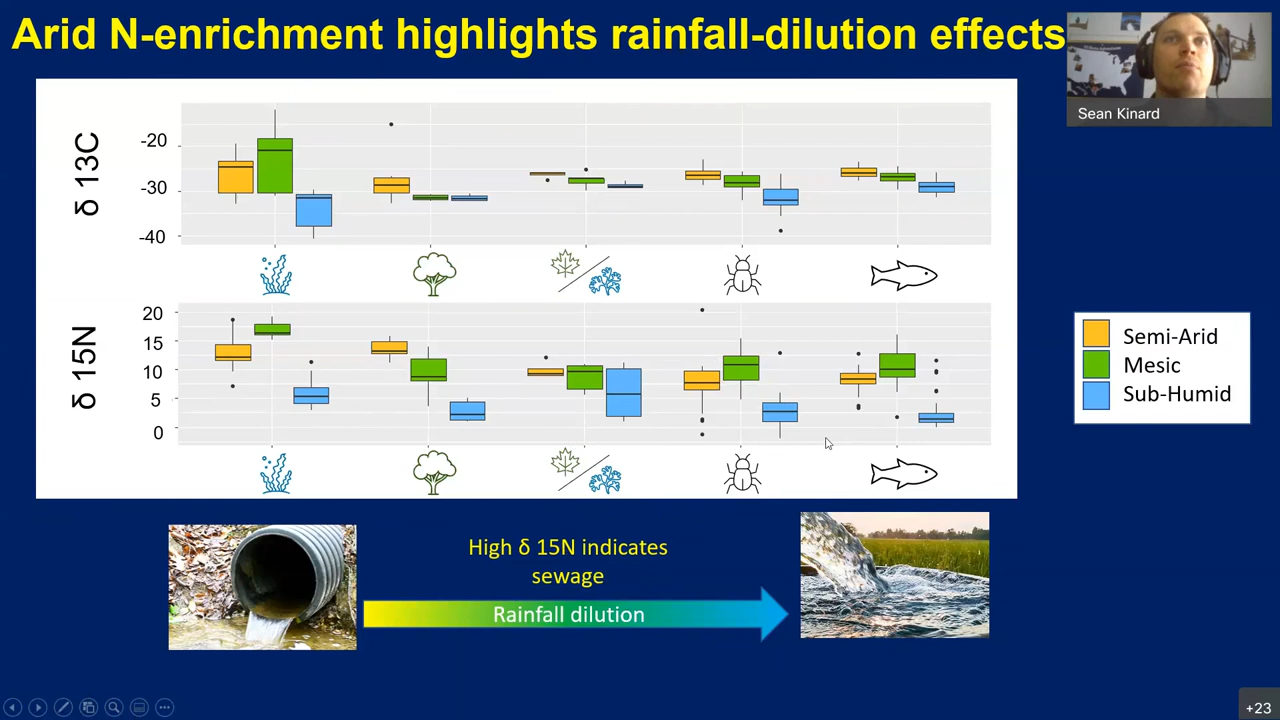 Arid N-enrichment highlights rainfall-dilution effects
Sean Kinard
δ 13C
-20
-30
-40
δ 15N
20
15
10
5
0
Semi-Arid
Mesic
Sub-Humid
High δ 15N indicates
sewage
Rainfall dilution
+23